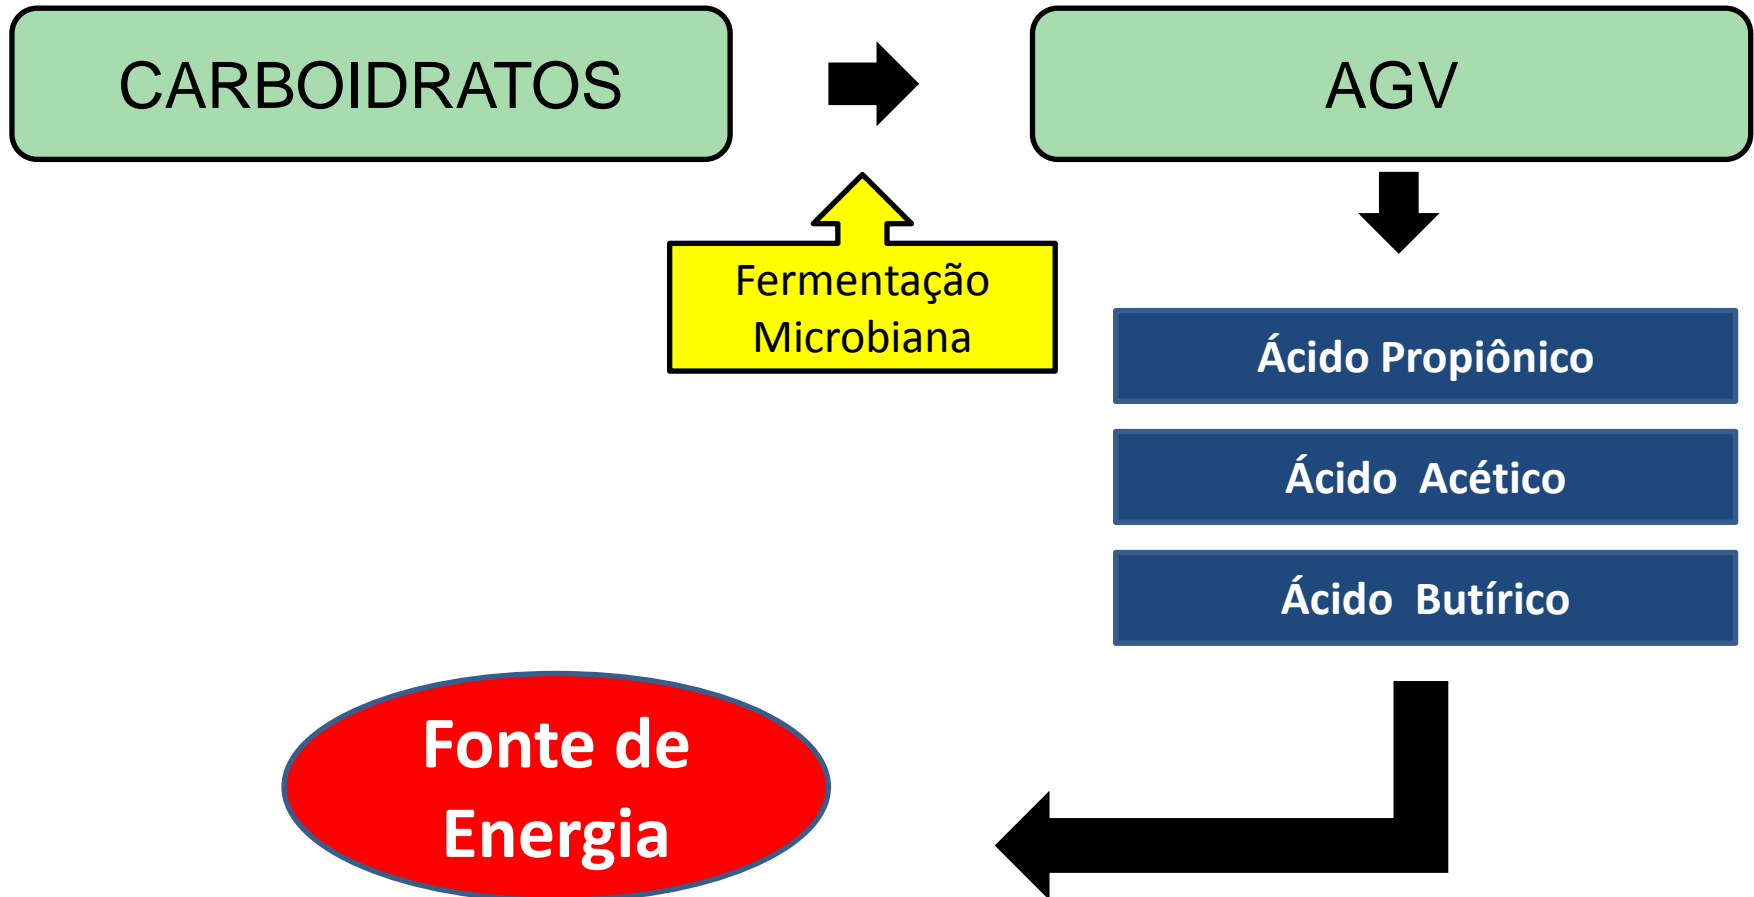 CARBOIDRATOS
AGV
Fermentação
Microbiana
Ácido Propiônico
Ácido Acético
Ácido Butírico
Fonte de
Energia